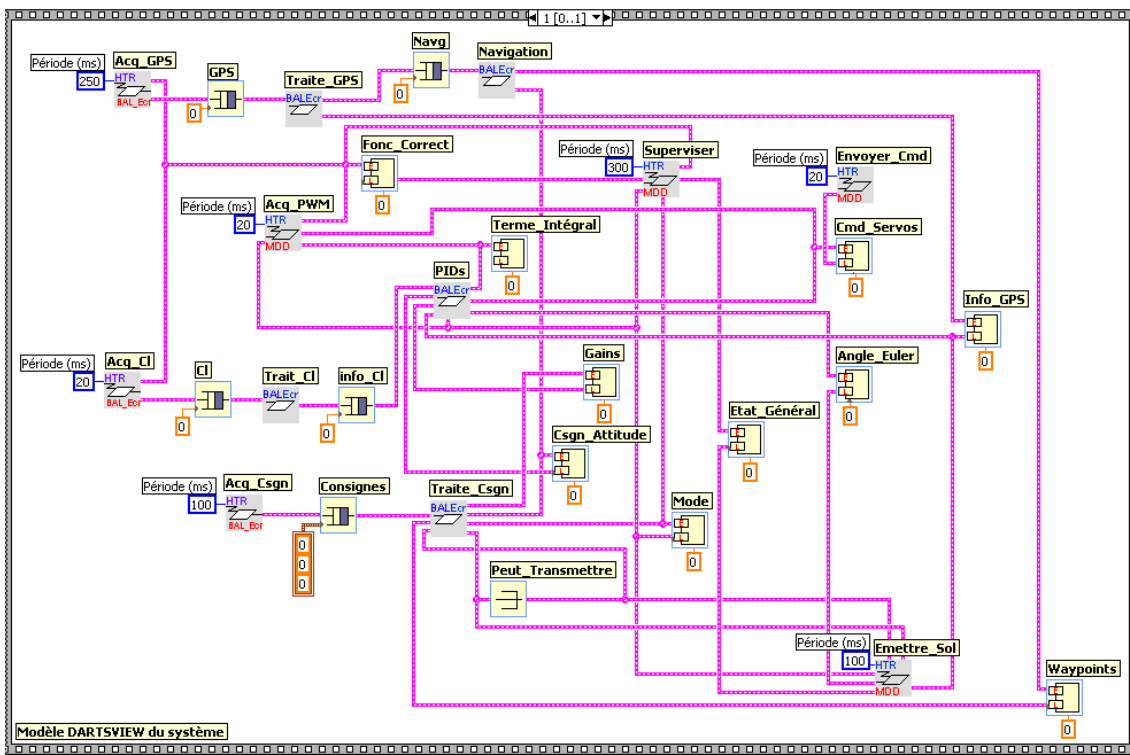 1 [0..1]
Navg
Acq_GPS
Navigation
Période (ms)
GPS
HTR
BALEcr
250
Traite_GPS
BAL_Ecr
BALEcr
0
0
Fonc_Correct
Période (ms)
Superviser
Période (ms)
Envoyer_Cmd
300
HTR
20
HTR
E
L
MDD
MDD
Période (ms)
Acq_PWM
0
20
HTR
Terme_Intégral
Cmd_Servos
MDD
E
L
E
L
PIDs
0
0
BALEcr
Info_GPS
E
L
Période (ms)
Acq_CI
Gains
Angle_Euler
0
20
HTR
CI
Trait_CI
info_CI
E
L
E
L
BAL_Ecr
BALEcr
0
0
0
0
Etat_Général
Csgn_Attitude
E
L
E
L
0
Période (ms)
Acq_Csgn
Consignes
Traite_Csgn
0
100
HTR
BALEcr
Mode
BAL_Ecr
E
L
0
0
0
0
Peut_Transmettre
Période (ms)
Emettre_Sol
100
HTR
MDD
Waypoints
E
L
0
Modèle DARTSVIEW du système